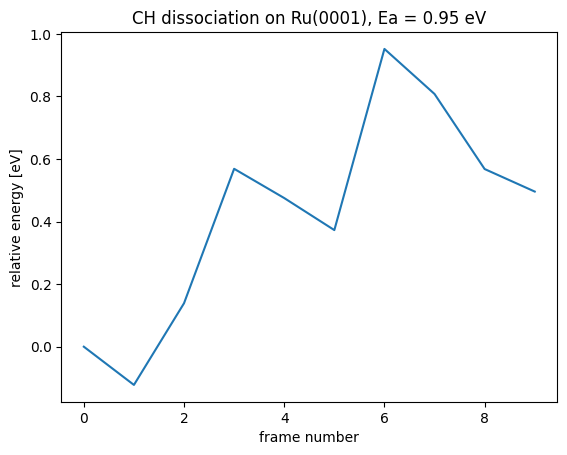 CH dissociation on Ru(0001), Ea = 0.95 eV
1.0
0.8
0.6
0.4
0.2
0.0
relative energy [eV]
0 2 4 6 8
frame number